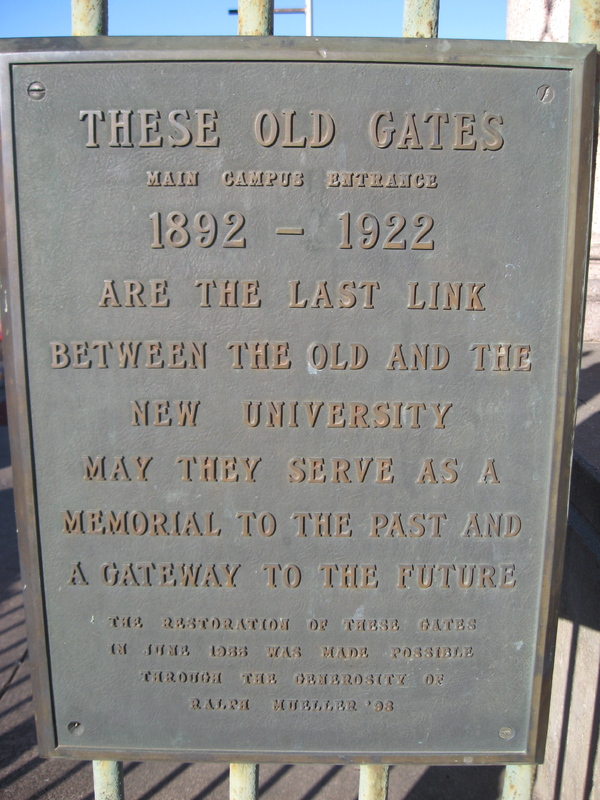 THESE OLD GATES
MAIN CAMPUS ENTRANCE
1892 - 1922
ARE THE LAST LINK
BETWEEN THE OLD AND THE
NEW UNIVERSITY
MAY THEY SERVE AS A
MEMORIAL TO THE PAST AND
A GATEWAY TO THE FUTURE
THE RESTORATION OF THESE GATES
IN JUNE WAS MADE POSSIBLE
THROUGH THE GENEROSITY OF
RALPH MUELLER '98